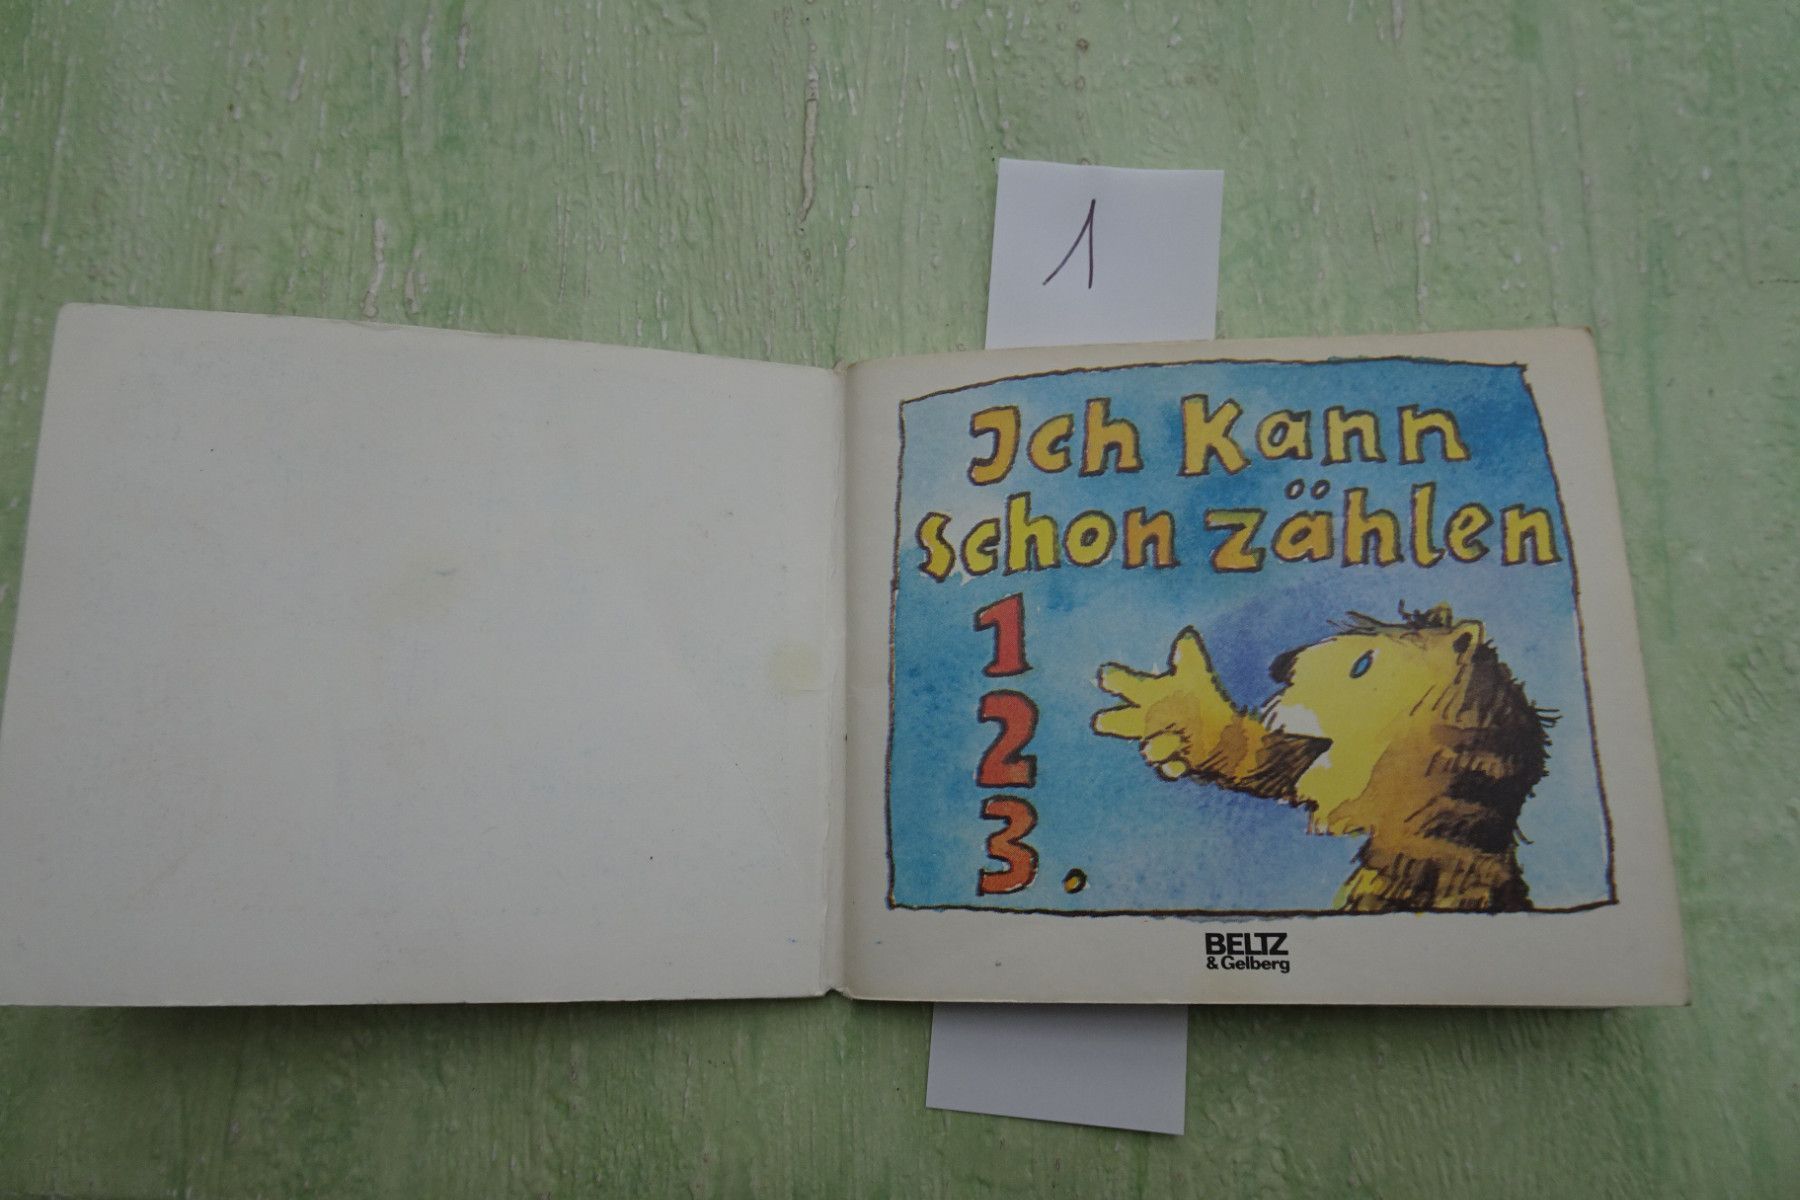 1
Ich kann
schon zählen
1
2
3.
BELTZ
& Gelberg